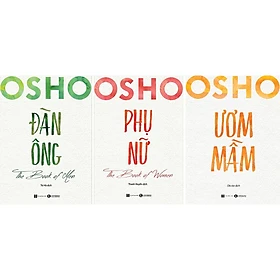 OSHO
ĐÀN
ÔNG
The Book of Men
OSHO
PHỤ
NỮ
The Book of Women
OSHO
ƯƠM
MẦM